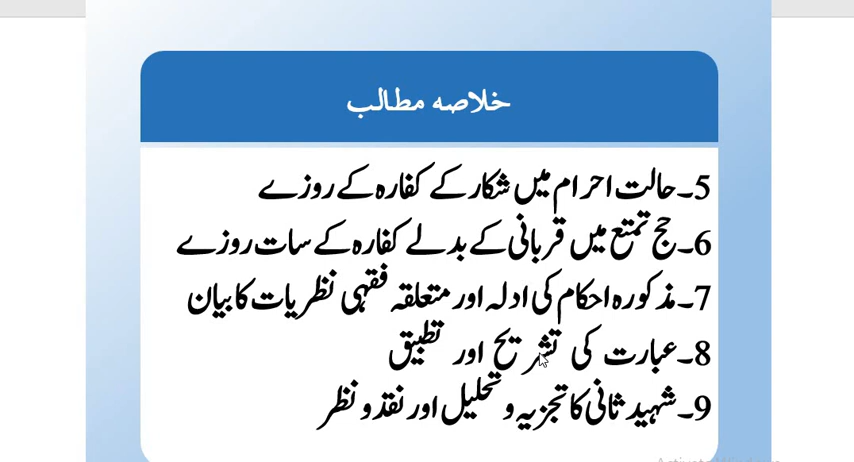 خلاصہ مطالب
5۔حالت احرام میں شکار کے کفارہ کے روزے
6۔حج تمتع میں قربانی کے بدلے کفارہ کے سات روزے
7۔مذکورہ احکام کی ادلہ اور متعلقہ فقہی نظریات کا بیان
8۔عبارت کی تشریح اور تطبیق
9۔شہید ثانی کا تجزیہ و تحلیل اور نقد و نظر